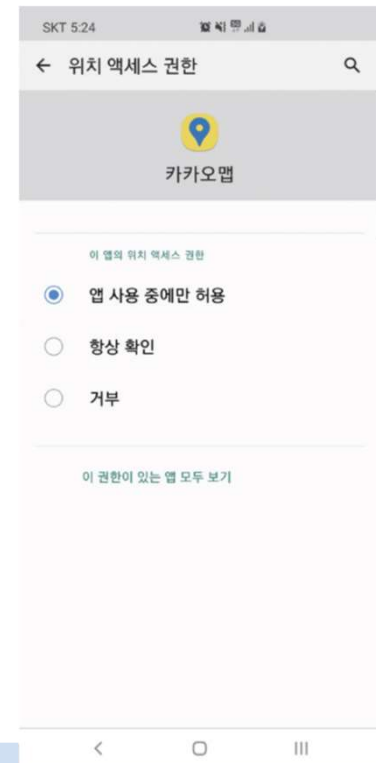 SKT 5:24
위치 액세스 권한
카카오맵
이 앱의 위치 액세스 권한
앱 사용 중에만 허용
항상 확인
거부
이 권한이 있는 앱 모두 보기